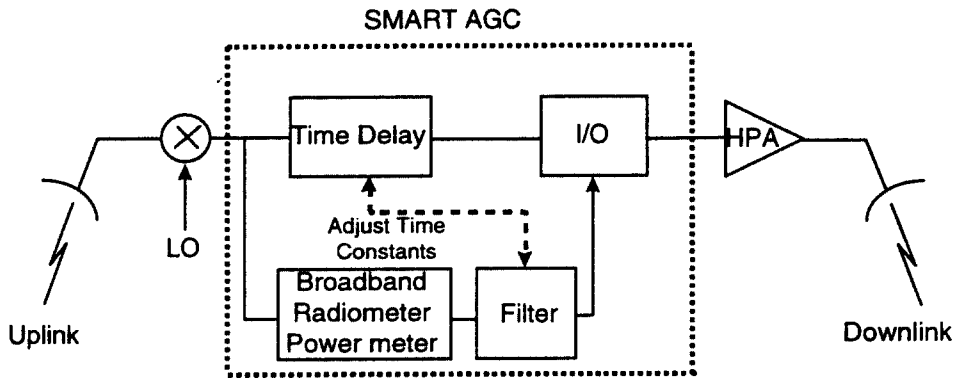 SMART AGC
Time Delay
I/O
HPA
LO
Adjust Time
Constants
Broadband
Radiometer
Power meter
Filter
Uplink
Downlink